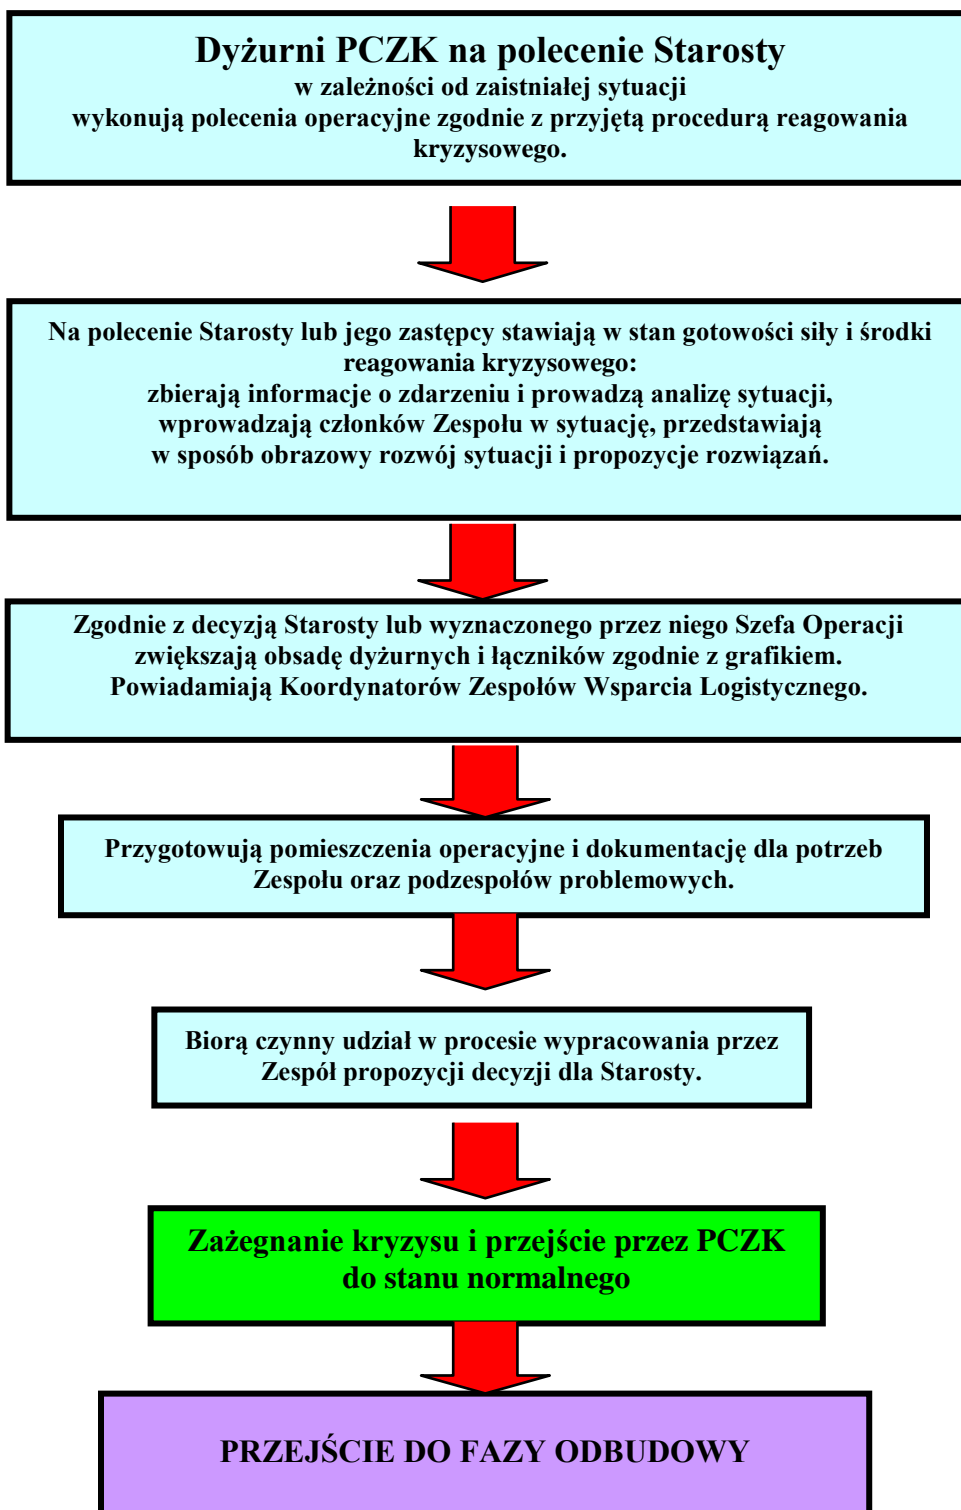 Dyżurni PCZK na polecenie Starosty
w zależności od zaistniałej sytuacji
wykonują polecenia operacyjne zgodnie z przyjętą procedurą reagowania
kryzysowego.
Na polecenie Starosty lub jego zastępcy stawiają w stan gotowości siły i środki
reagowania kryzysowego:
zbierają informacje o zdarzeniu i prowadzą analizę sytuacji,
wprowadzają członków Zespołu w sytuację, przedstawiają
w sposób obrazowy rozwój sytuacji i propozycje rozwiązań.
Zgodnie z decyzją Starosty lub wyznaczonego przez niego Szefa Operacji
zwiększają obsadę dyżurnych i łączników zgodnie z grafikiem.
Powiadamiają Koordynatorów Zespołów Wsparcia Logistycznego.
Przygotowują pomieszczenia operacyjne i dokumentację dla potrzeb
Zespołu oraz podzespołów problemowych.
Biorą czynny udział w procesie wypracowania przez
Zespół propozycji decyzji dla Starosty.
Zażegnanie kryzysu i przejście przez PCZK
do stanu normalnego
PRZEJŚCIE DO FAZY ODBUDOWY